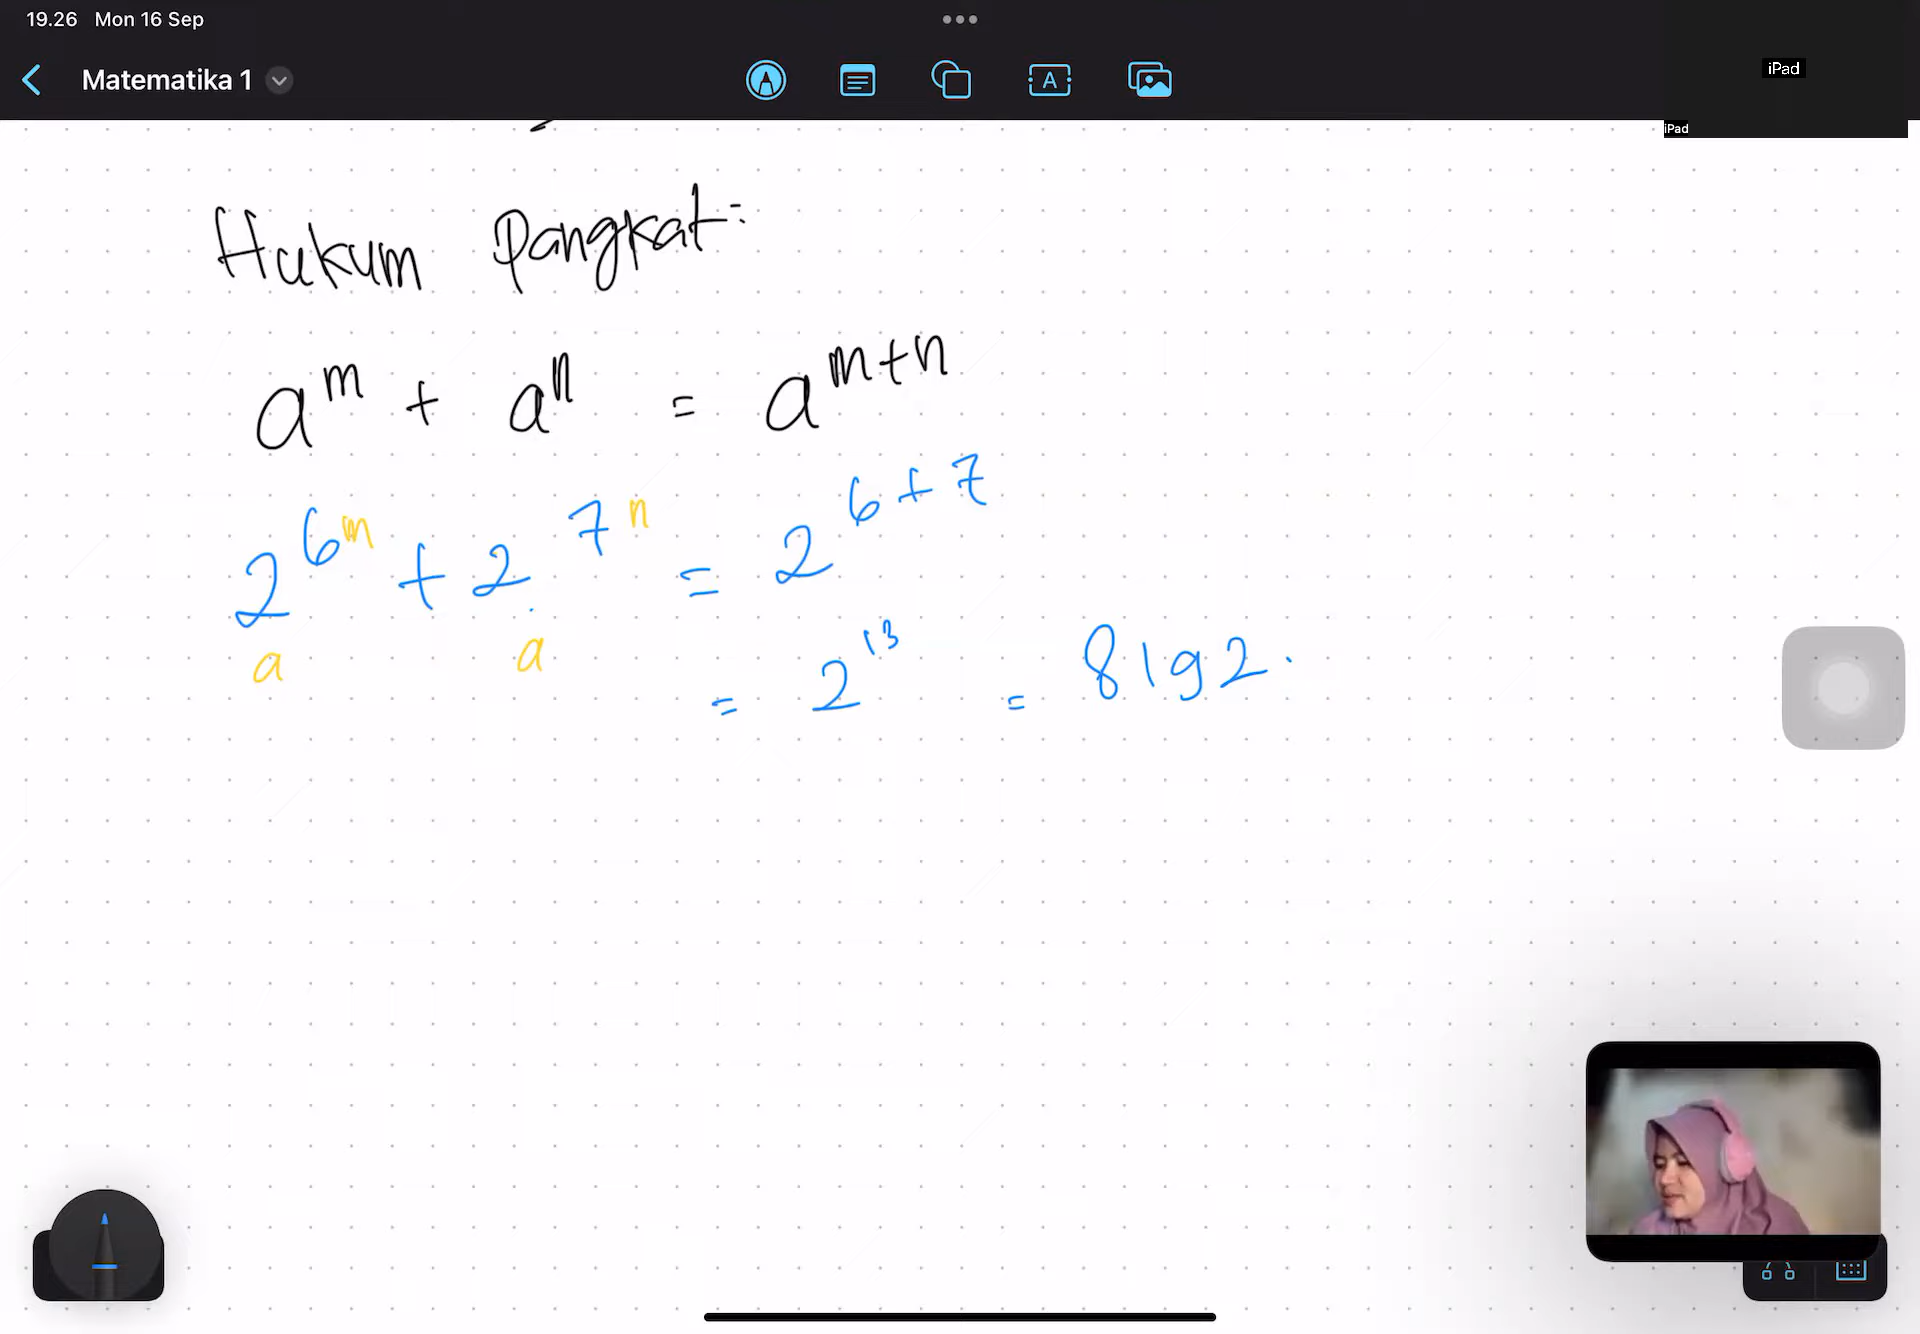 19.26 Mon 16 Sep
Matematika 1
A
iPad
iPad
Hukum Pangkat:
a^m + a^n = a^{m+n}
2^6 m + 2^7 n = 2^{6+7}
a a
= 2^{13} = 8192.